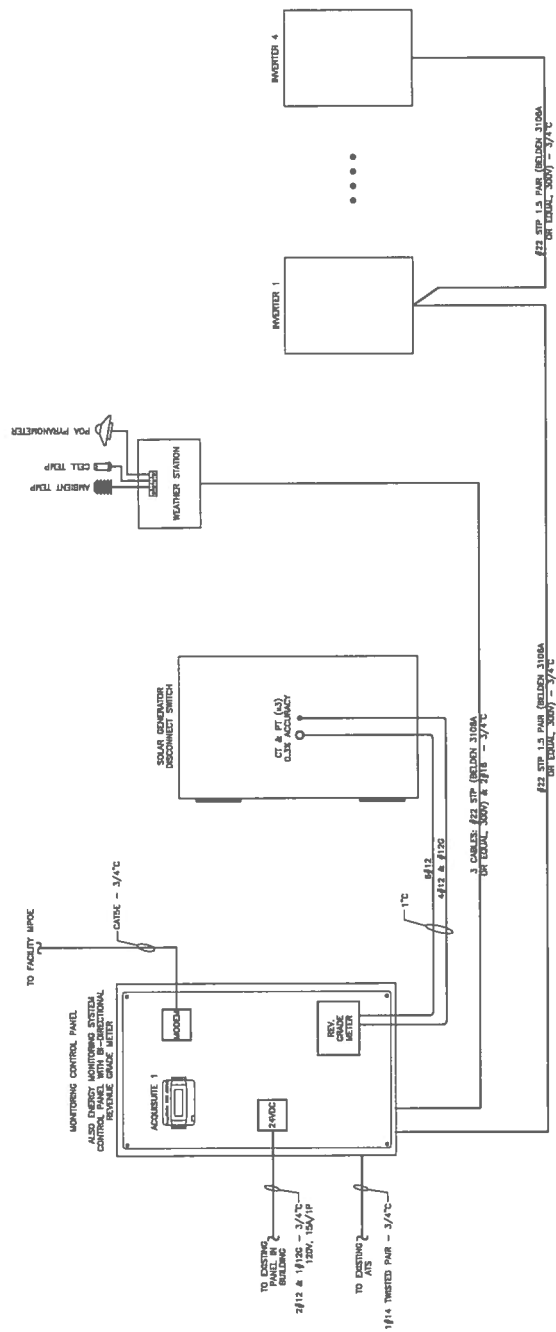 TO FACILITY MPOE
CAT5E - 3/4"C
MONITORING CONTROL PANEL
ALSO ENERGY MONITORING SYSTEM
CONTROL PANEL WITH BI-DIRECTIONAL
REVENUE GRADE METER
MODEM
ACQUISUITE 1
24VDC
REV.
GRADE
METER
TO EXISTING
PANEL IN
BUILDING
2#12 & 1#12G - 3/4"C
120V, 15A/1P
TO EXISTING
ATS
1#14 TWISTED PAIR - 3/4"C
1"C
6#12
4#12 & #12G
SOLAR GENERATOR
DISCONNECT SWITCH
CT & PT (x3)
0.3% ACCURACY
AMBIENT TEMP
CELL TEMP
POA PYRANOMETER
WEATHER STATION
3 CABLES: #22 STP (BELDEN 3106A
OR EQUAL, 300V) & 2#16 - 3/4"C
#22 STP 1.5 PAIR (BELDEN 3106A
OR EQUAL, 300V) - 3/4"C
INVERTER 1
INVERTER 4
#22 STP 1.5 PAIR (BELDEN 3106A
OR EQUAL, 300V) - 3/4"C